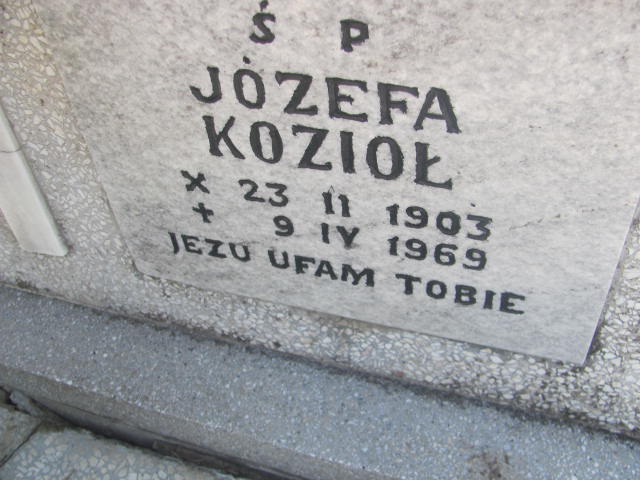 Ś P
JÓZEFA
KOZIOŁ
X 23 II 1903
+ 9 IV 1969
JEZU UFAM TOBIE